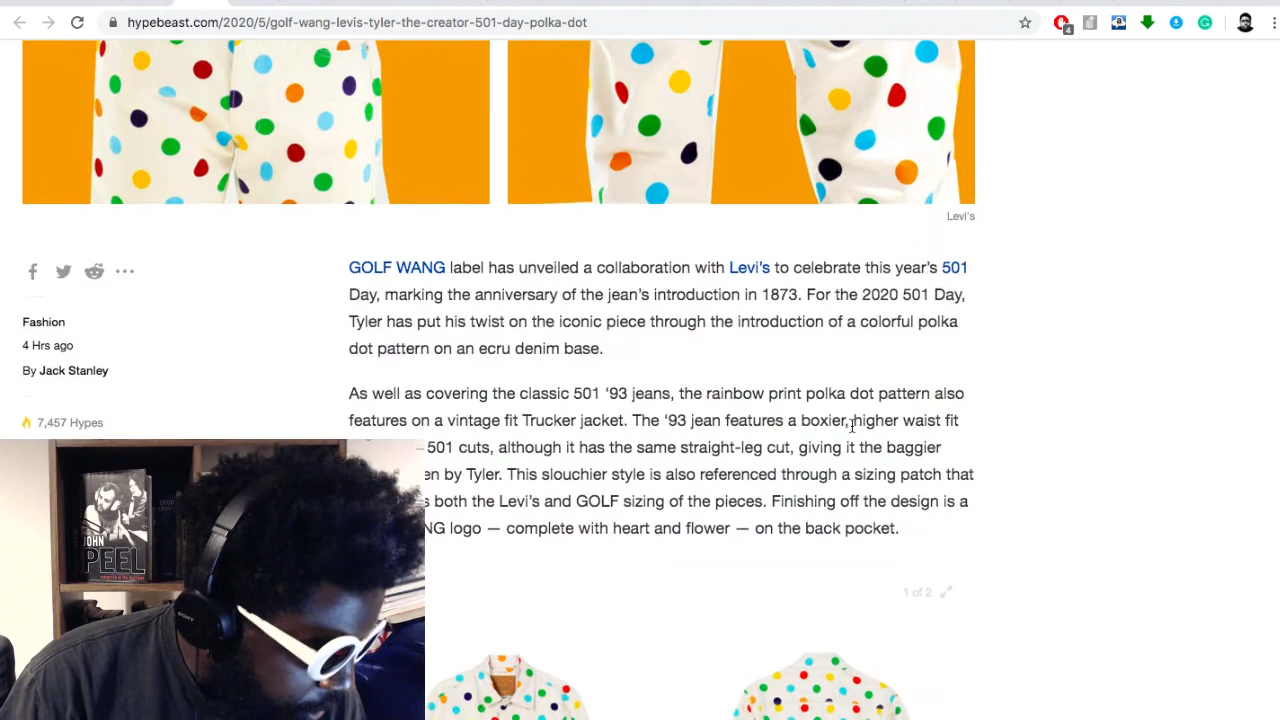 hypebeast.com/2020/5/golf-wang-levis-tyler-the-creator-501-day-polka-dot
4
Levi's
GOLF WANG label has unveiled a collaboration with Levi's to celebrate this year's 501
Day, marking the anniversary of the jean's introduction in 1873. For the 2020 501 Day,
Tyler has put his twist on the iconic piece through the introduction of a colorful polka
dot pattern on an ecru denim base.
Fashion
4 Hrs ago
By Jack Stanley
7,457 Hypes
As well as covering the classic 501 ‘93 jeans, the rainbow print polka dot pattern also
features on a vintage fit Trucker jacket. The ‘93 jean features a boxier, higher waist fit
501 cuts, although it has the same straight-leg cut, giving it the baggier
en by Tyler. This slouchier style is also referenced through a sizing patch that
s both the Levi's and GOLF sizing of the pieces. Finishing off the design is a
NG logo — complete with heart and flower — on the back pocket.
1 of 2
JOHN
PEEL
SONY